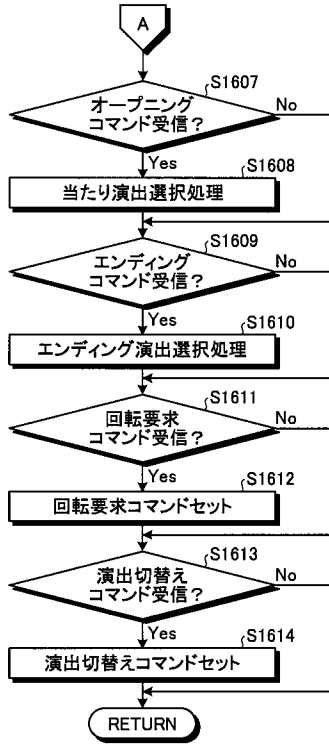 A
S1607
オープニング
コマンド受信？
No
Yes
S1608
当たり演出選択処理
S1609
エンディング
コマンド受信？
No
Yes
S1610
エンディング演出選択処理
S1611
回転要求
コマンド受信？
No
Yes
S1612
回転要求コマンドセット
S1613
演出切替え
コマンド受信？
No
Yes
S1614
演出切替えコマンドセット
RETURN